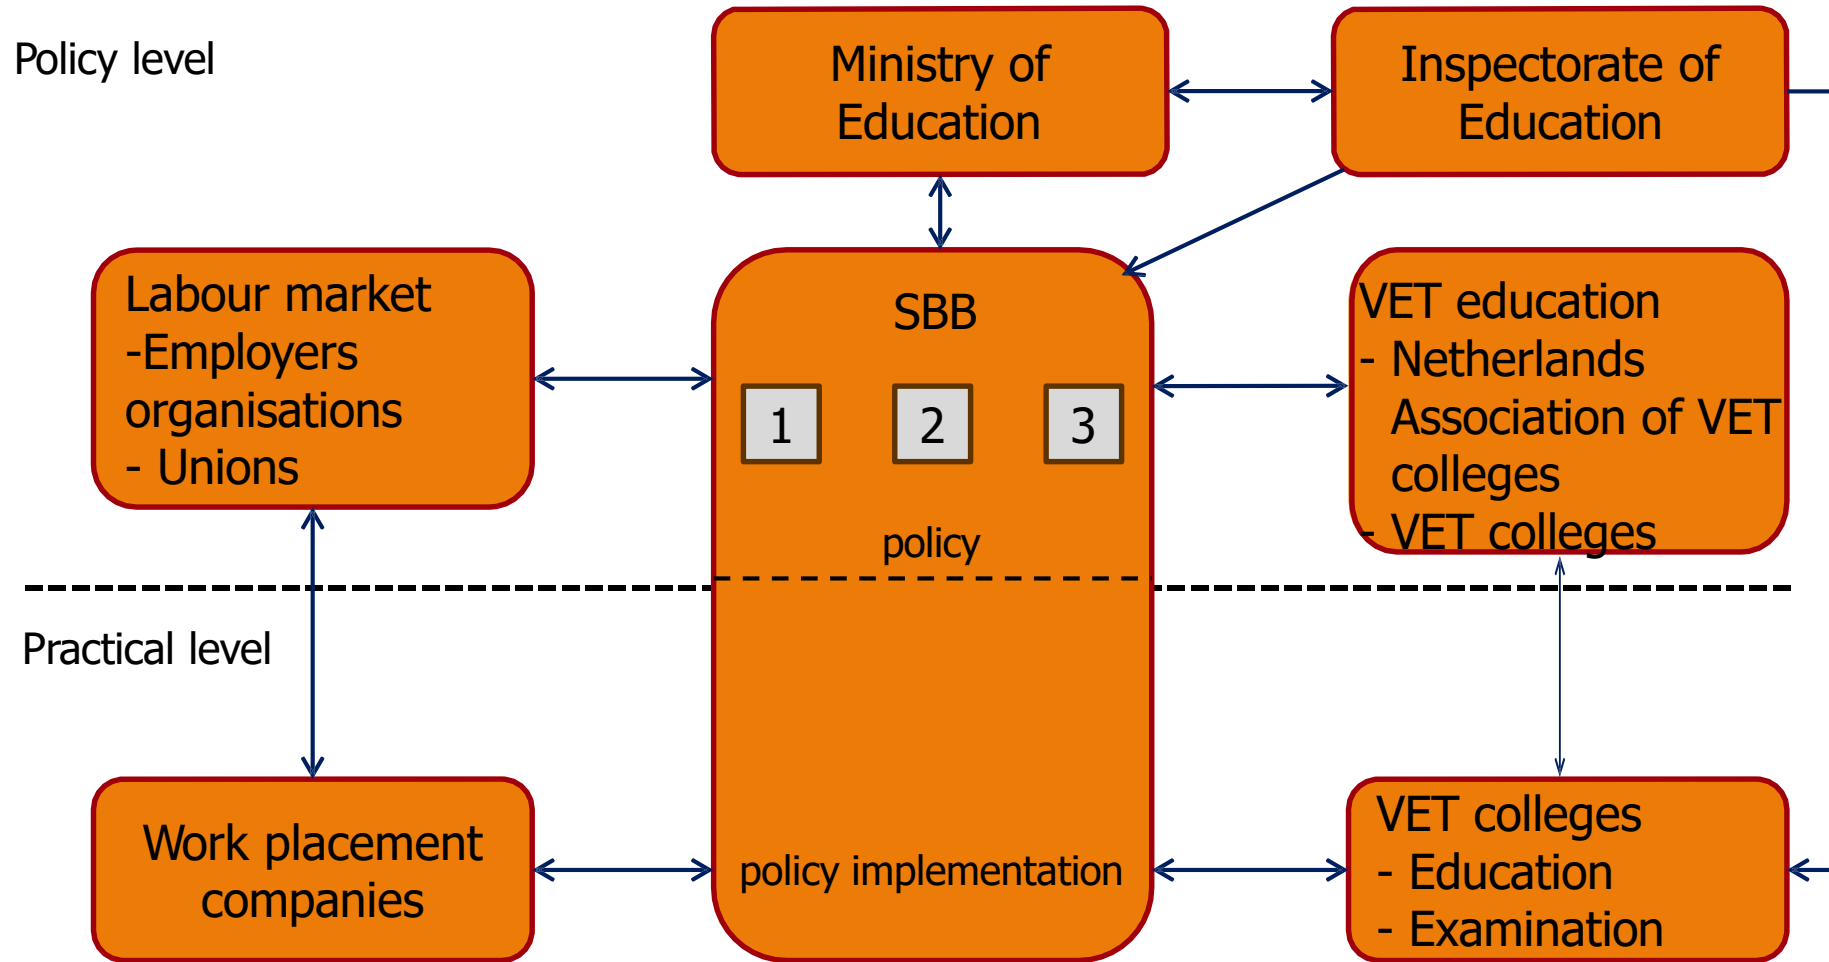 Policy level
Ministry of
Education
Inspectorate of
Education
Labour market
-Employers
organisations
- Unions
SBB
1
2
3
policy
VET education
- Netherlands
Association of VET
colleges
- VET colleges
Practical level
Work placement
companies
policy implementation
VET colleges
- Education
- Examination